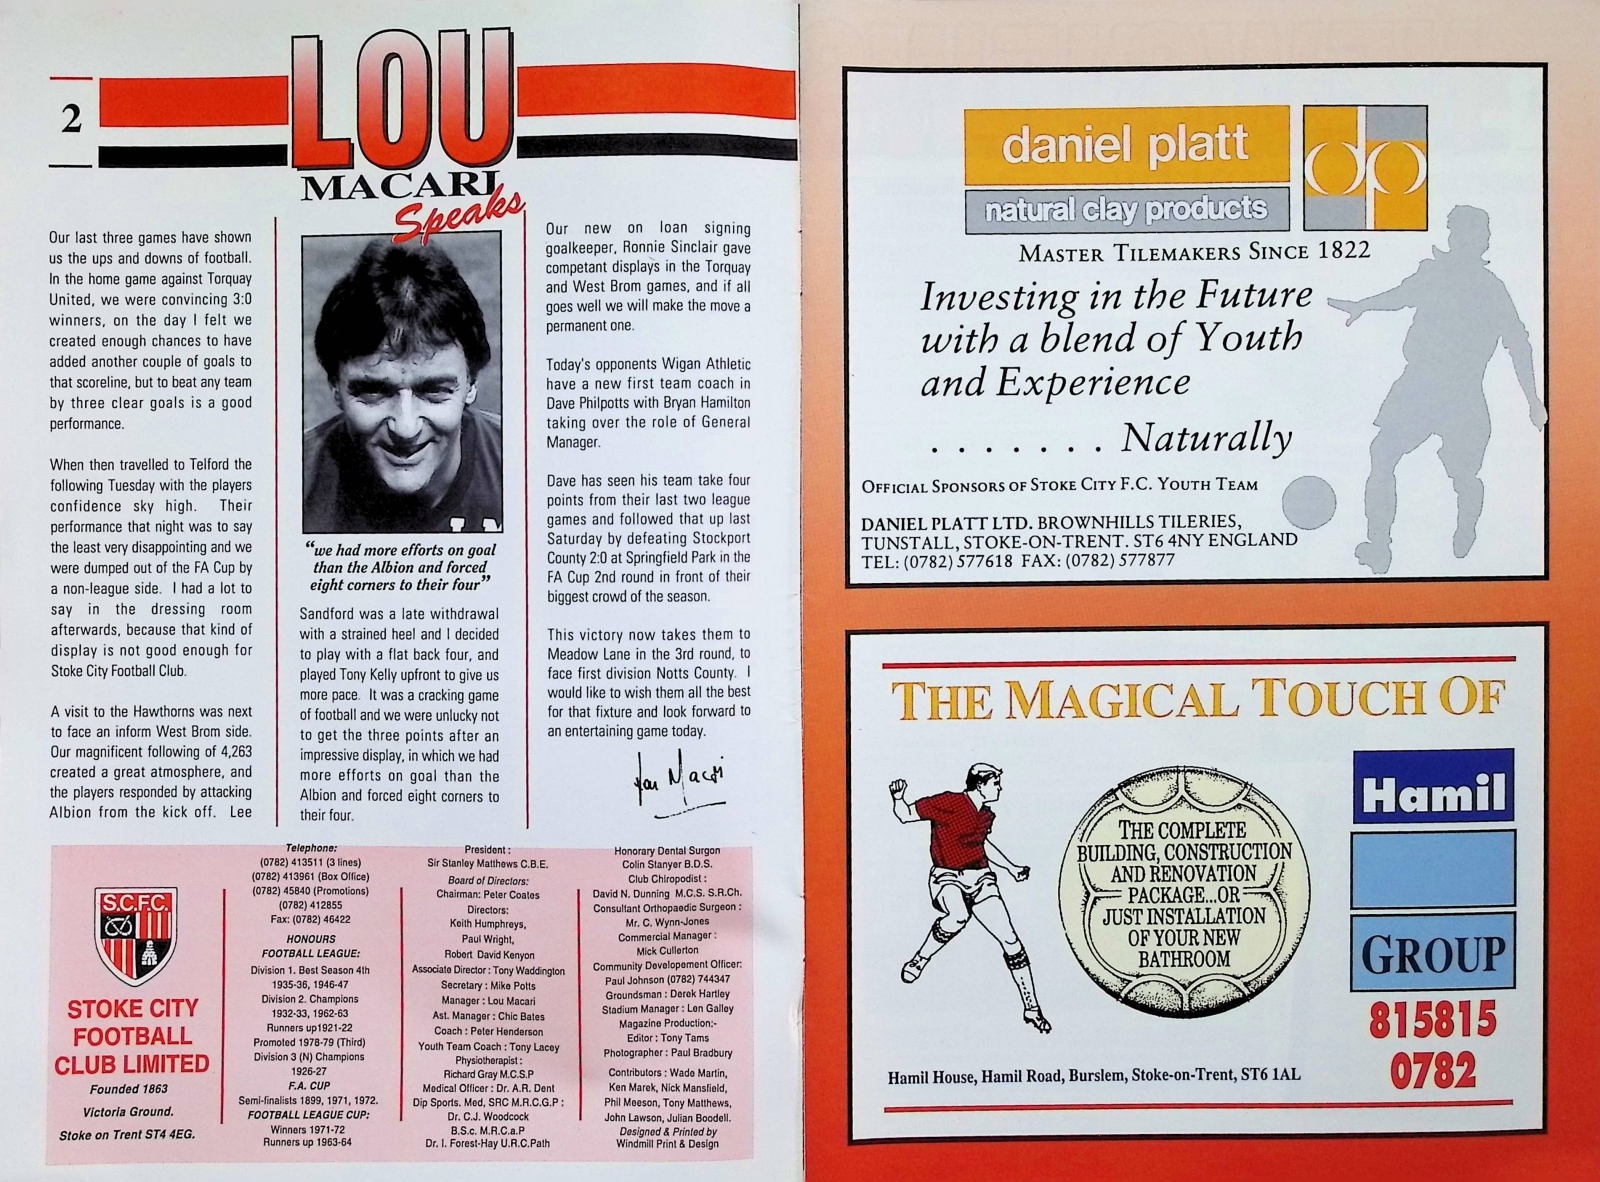 2
LOU
MACARI
Speaks
Our last three games have shown
us the ups and downs of football.
In the home game against Torquay
United, we were convincing 3:0
winners, on the day I felt we
created enough chances to have
added another couple of goals to
that scoreline, but to beat any team
by three clear goals is a good
performance.
When then travelled to Telford the
following Tuesday with the players
confidence sky high. Their
performance that night was to say
the least very disappointing and we
were dumped out of the FA Cup by
a non-league side. I had a lot to
say in the dressing room
afterwards, because that kind of
display is not good enough for
Stoke City Football Club.
A visit to the Hawthorns was next
to face an inform West Brom side.
Our magnificent following of 4,263
created a great atmosphere, and
the players responded by attacking
Albion from the kick off. Lee
"we had more efforts on goal
than the Albion and forced
eight corners to their four"
Sandford was a late withdrawal
with a strained heel and I decided
to play with a flat back four, and
played Tony Kelly upfront to give us
more pace. It was a cracking game
of football and we were unlucky not
to get the three points after an
impressive display, in which we had
more efforts on goal than the
Albion and forced eight corners to
their four.
Our new on loan signing
goalkeeper, Ronnie Sinclair gave
competant displays in the Torquay
and West Brom games, and if all
goes well we will make the move a
permanent one.
Today's opponents Wigan Athletic
have a new first team coach in
Dave Philpotts with Bryan Hamilton
taking over the role of General
Manager.
Dave has seen his team take four
points from their last two league
games and followed that up last
Saturday by defeating Stockport
County 2:0 at Springfield Park in the
FA Cup 2nd round in front of their
biggest crowd of the season.
This victory now takes them to
Meadow Lane in the 3rd round, to
face first division Notts County. I
would like to wish them all the best
for that fixture and look forward to
an entertaining game today.
Lou Macari
S.C.F.C.
STOKE CITY
FOOTBALL
CLUB LIMITED
Founded 1863
Victoria Ground.
Stoke on Trent ST4 4EG.
Telephone:
(0782) 413511 (3 lines)
(0782) 413961 (Box Office)
(0782) 45840 (Promotions)
(0782) 412855
Fax: (0782) 46422
HONOURS
FOOTBALL LEAGUE:
Division 1. Best Season 4th
1935-36, 1946-47
Division 2. Champions
1932-33, 1962-63
Runners up1921-22
Promoted 1978-79 (Third)
Division 3 (N) Champions
1926-27
F.A. CUP
Semi-finalists 1899, 1971, 1972.
FOOTBALL LEAGUE CUP:
Winners 1971-72
Runners up 1963-64
President :
Sir Stanley Matthews C.B.E.
Board of Directors:
Chairman: Peter Coates
Directors:
Keith Humphreys,
Paul Wright,
Robert David Kenyon
Associate Director : Tony Waddington
Secretary : Mike Potts
Manager : Lou Macari
Ast. Manager : Chic Bates
Coach : Peter Henderson
Youth Team Coach : Tony Lacey
Physiotherapist :
Richard Gray M.C.S.P
Medical Officer : Dr. A.R. Dent
Dip Sports. Med, SRC M.R.C.G.P :
Dr. C.J. Woodcock
B.S.c. M.R.C.a.P
Dr. I. Forest-Hay U.R.C.Path
Honorary Dental Surgon
Colin Stanyer B.D.S.
Club Chiropodist :
David N. Dunning M.C.S. S.R.Ch.
Consultant Orthopaedic Surgeon :
Mr. C. Wynn-Jones
Commercial Manager :
Mick Cullerton
Community Developement Officer:
Paul Johnson (0782) 744347
Groundsman : Derek Hartley
Stadium Manager : Len Galley
Magazine Production:-
Editor : Tony Tams
Photographer : Paul Bradbury
Contributors : Wade Martin,
Ken Marek, Nick Mansfield,
Phil Meeson, Tony Matthews,
John Lawson, Julian Boodell.
Designed & Printed by
Windmill Print & Design
daniel platt
natural clay products
dp
MASTER TILEMAKERS SINCE 1822
Investing in the Future
with a blend of Youth
and Experience
. . . . . . . Naturally
OFFICIAL SPONSORS OF STOKE CITY F.C. YOUTH TEAM
DANIEL PLATT LTD. BROWNHILLS TILERIES,
TUNSTALL, STOKE-ON-TRENT. ST6 4NY ENGLAND
TEL: (0782) 577618 FAX: (0782) 577877
THE MAGICAL TOUCH OF
Hamil
GROUP
THE COMPLETE
BUILDING, CONSTRUCTION
AND RENOVATION
PACKAGE...OR
JUST INSTALLATION
OF YOUR NEW
BATHROOM
815815
0782
Hamil House, Hamil Road, Burslem, Stoke-on-Trent, ST6 1AL